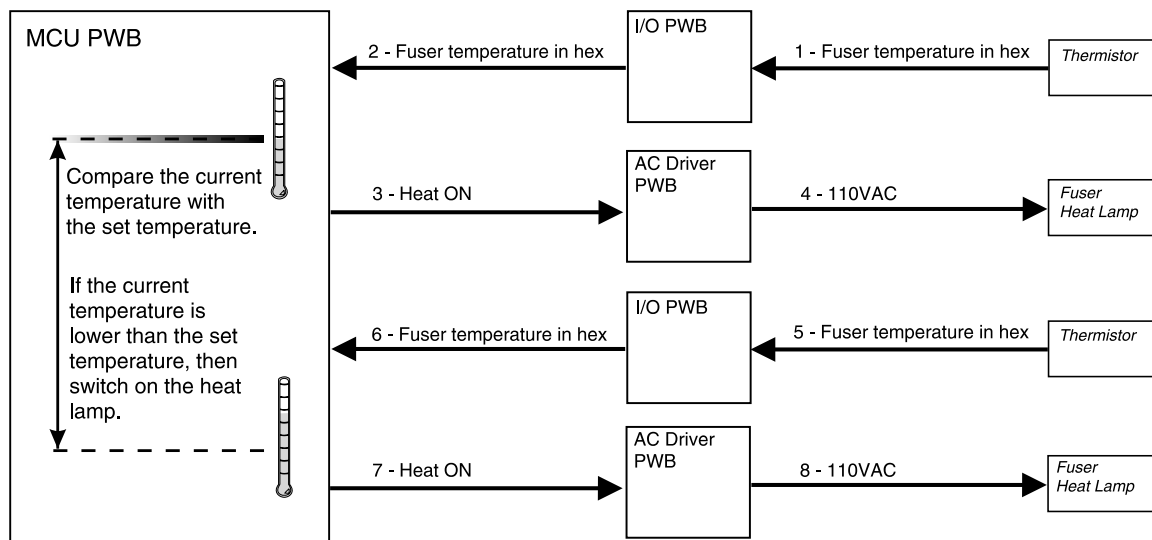 MCU PWB
I/O PWB
2 - Fuser temperature in hex
1 - Fuser temperature in hex
Thermistor
Compare the current
temperature with
the set temperature.
AC Driver
PWB
3 - Heat ON
4 - 110VAC
Fuser
Heat Lamp
If the current
temperature is
lower than the set
temperature, then
switch on the heat
lamp.
I/O PWB
6 - Fuser temperature in hex
5 - Fuser temperature in hex
Thermistor
AC Driver
PWB
7 - Heat ON
8 - 110VAC
Fuser
Heat Lamp